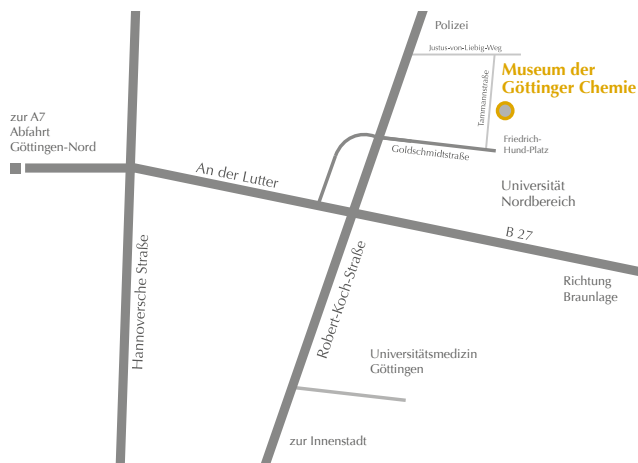 Polizei
Justus-von-Liebig-Weg
Museum der
Göttinger Chemie
Tammannstraße
zur A7
Abfahrt
Göttingen-Nord
Friedrich-
Hund-Platz
Goldschmidtstraße
An der Lutter
Universität
Nordbereich
B 27
Hannoversche Straße
Robert-Koch-Straße
Richtung
Braunlage
Universitätsmedizin
Göttingen
zur Innenstadt